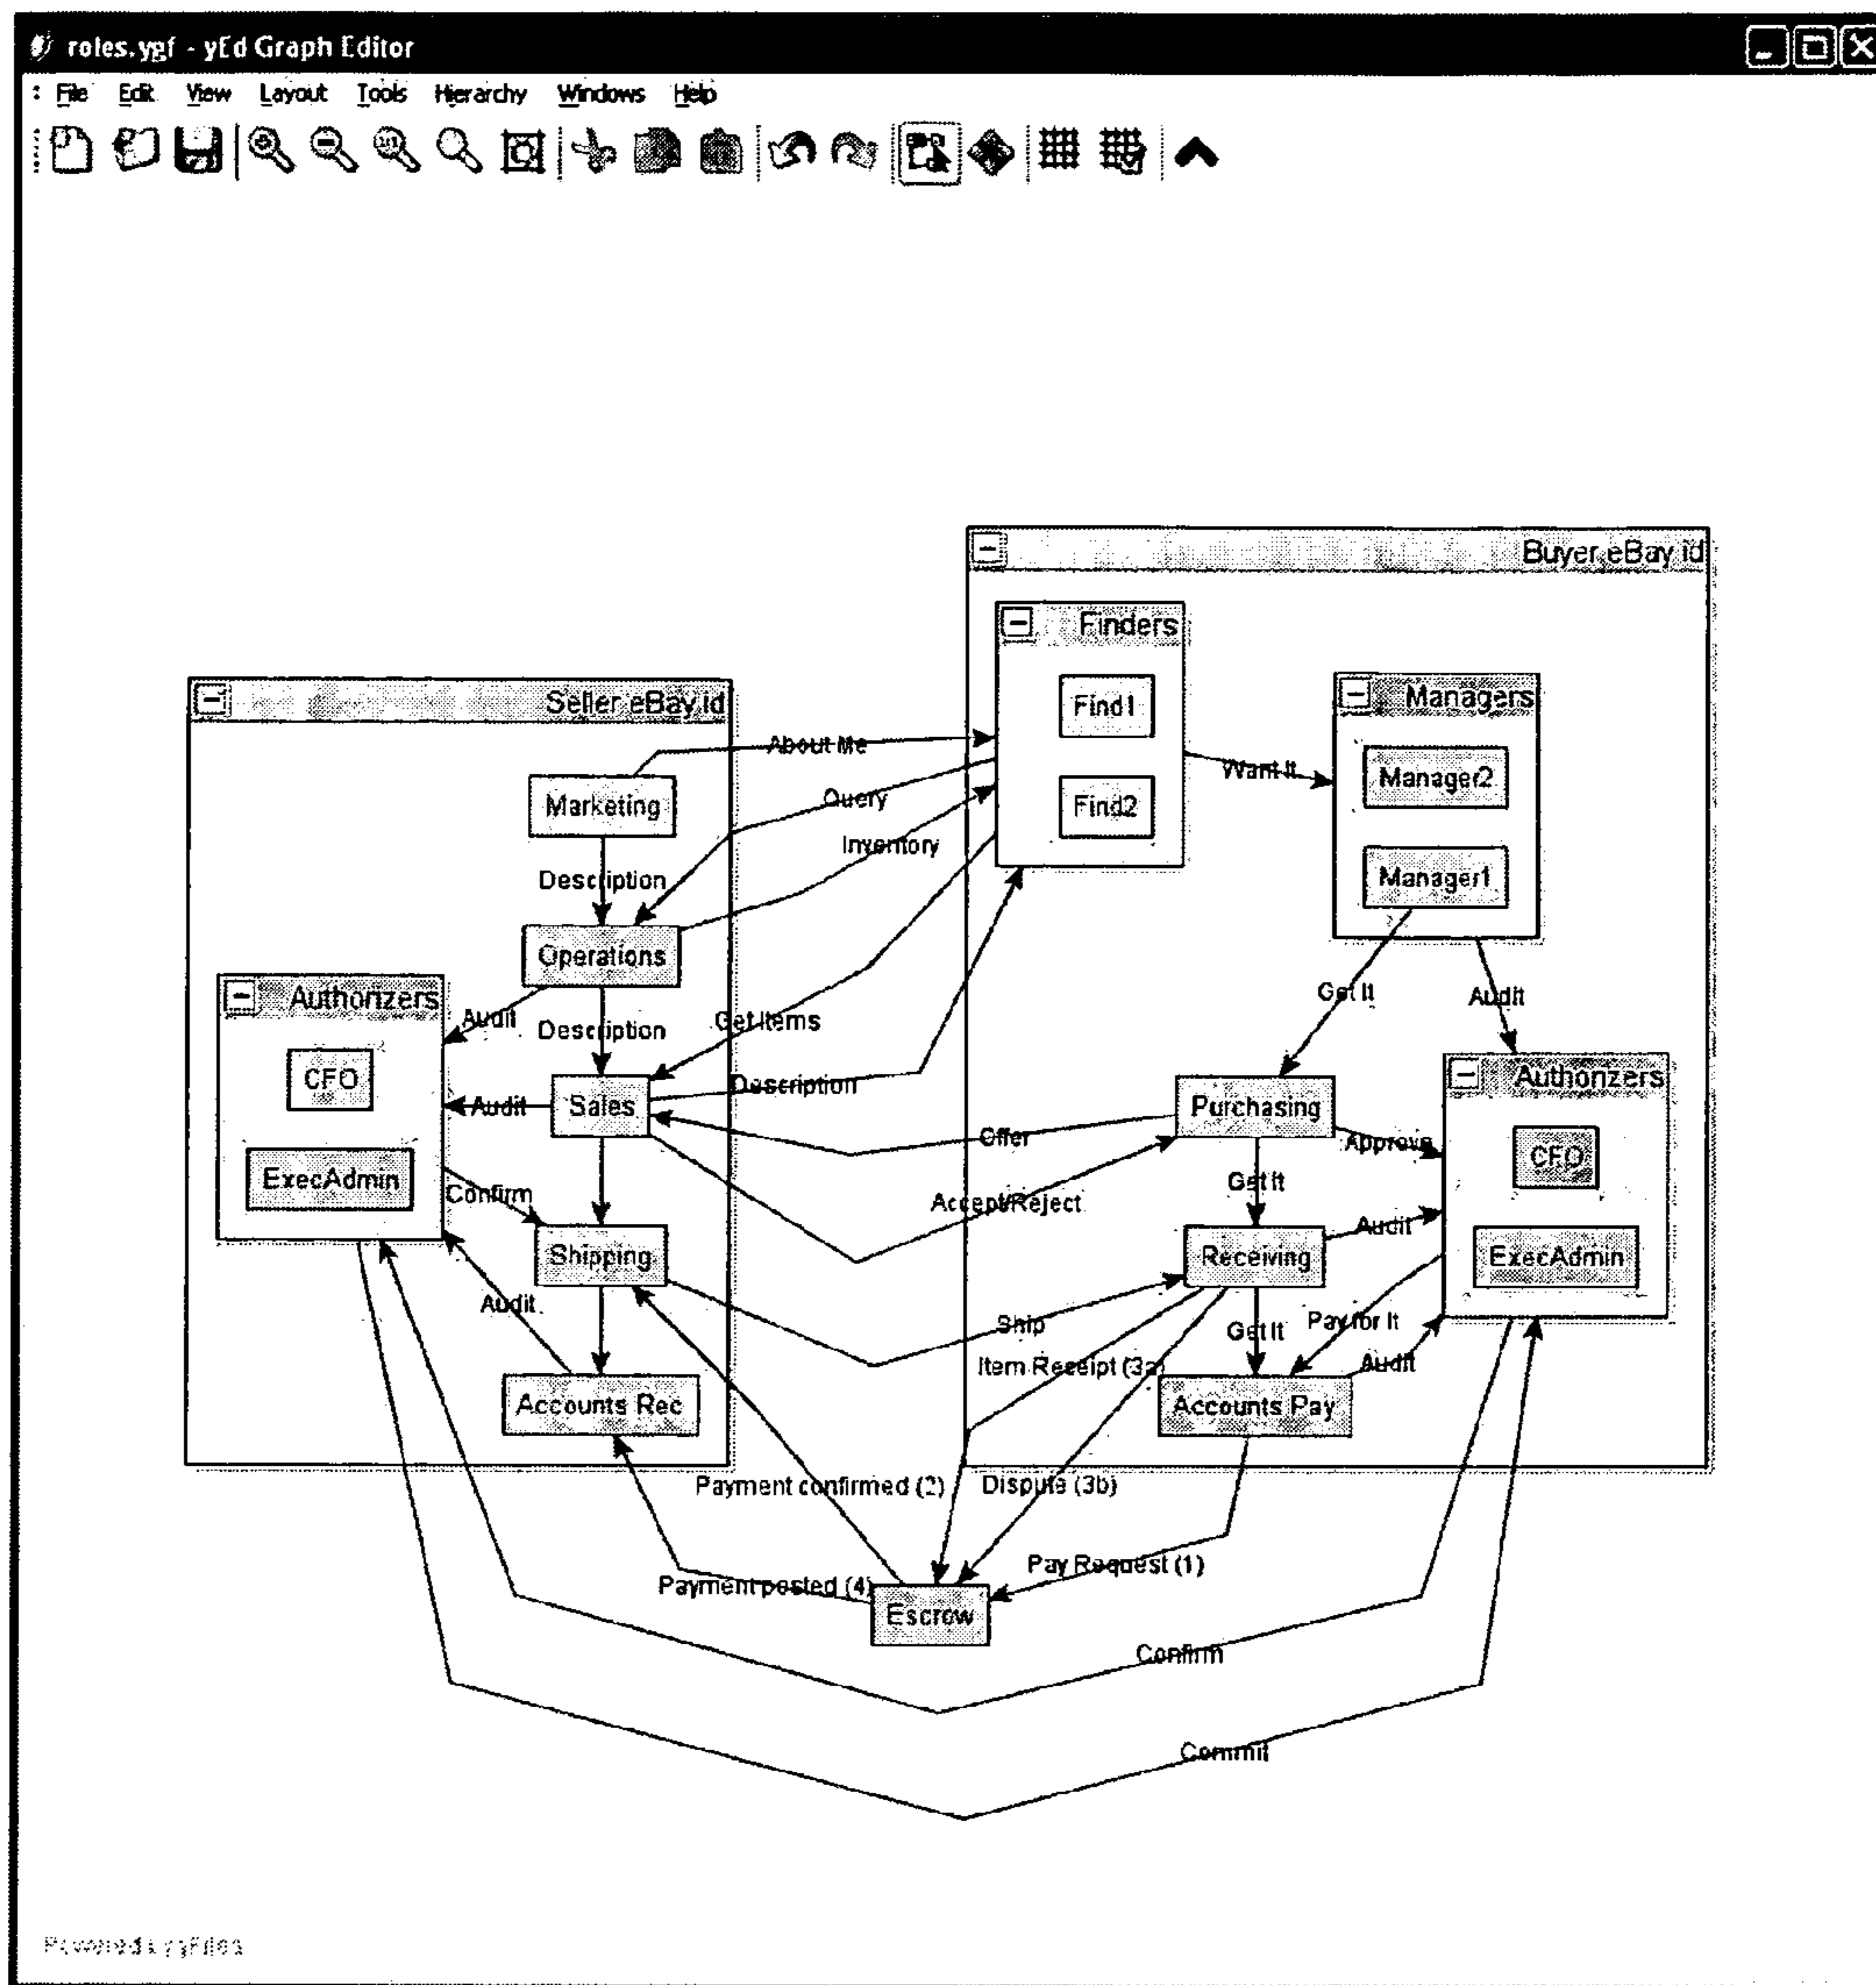 roles.ygf - yEd Graph Editor
File Edit View Layout Tools Hierarchy Windows Help
Buyer eBay id
Finders
Find1
Find2
Managers
Manager2
Manager1
Seller eBay id
About Me
Want It
Marketing
Query
Inventory
Description
Operations
Get It
Audit
Authorizers
Audit
Description
Get Items
CFO
Description
Authorizers
Audit
Sales
Purchasing
Offer
Approve
CFO
ExecAdmin
Confirm
Accept/Reject
Get It
Audit
Shipping
Receiving
ExecAdmin
Audit
Ship
Get It
Pay for It
Item Receipt (3a)
Audit
Accounts Rec
Accounts Pay
Payment confirmed (2)
Dispute (3b)
Pay Request (1)
Payment posted (4)
Escrow
Confirm
Commit
Powered by yFiles